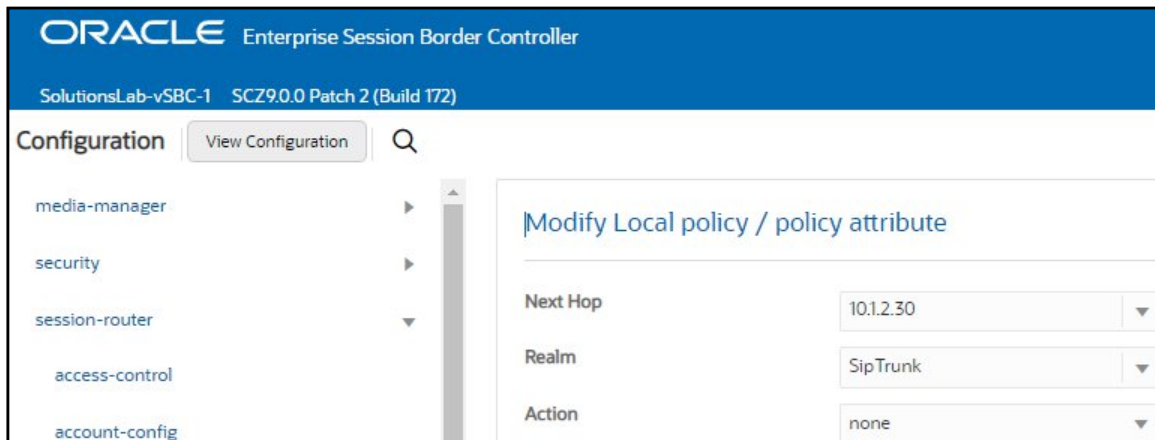 ORACLE Enterprise Session Border Controller
SolutionsLab-vSBC-1 SCZ9.0.0 Patch 2 (Build 172)
Configuration View Configuration
media-manager
security
session-router
access-control
account-config
Modify Local policy / policy attribute
Next Hop 10.1.2.30
Realm SipTrunk
Action none